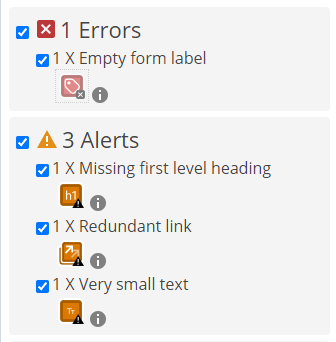 1 Errors
1 X Empty form label
3 Alerts
1 X Missing first level heading
h1
1 X Redundant link
1 X Very small text
Tr